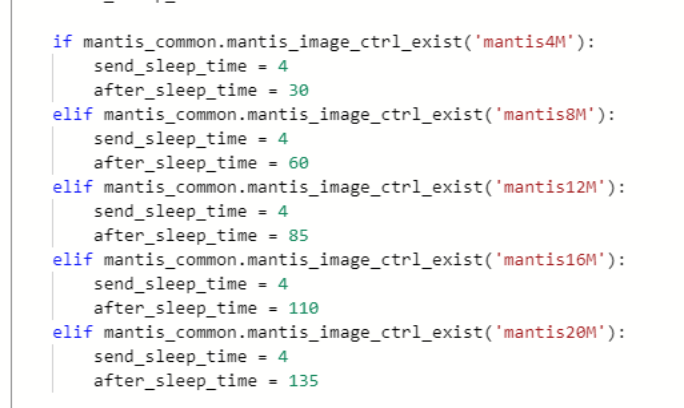 if mantis_common.mantis_image_ctrl_exist('mantis4M'):
    send_sleep_time = 4
    after_sleep_time = 30
elif mantis_common.mantis_image_ctrl_exist('mantis8M'):
    send_sleep_time = 4
    after_sleep_time = 60
elif mantis_common.mantis_image_ctrl_exist('mantis12M'):
    send_sleep_time = 4
    after_sleep_time = 85
elif mantis_common.mantis_image_ctrl_exist('mantis16M'):
    send_sleep_time = 4
    after_sleep_time = 110
elif mantis_common.mantis_image_ctrl_exist('mantis20M'):
    send_sleep_time = 4
    after_sleep_time = 135